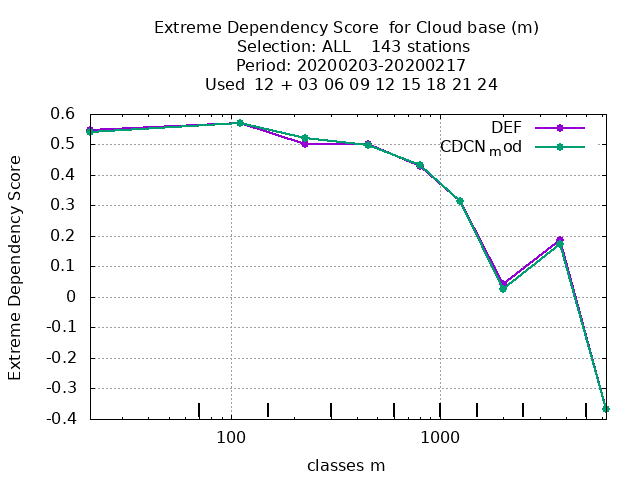 Extreme Dependency Score  for Cloud base (m)
Selection: ALL    143 stations
Period: 20200203-20200217
Used  12 + 03 06 09 12 15 18 21 24
DEF
CDCN_mod
Extreme Dependency Score
0.6
0.5
0.4
0.3
0.2
0.1
0
-0.1
-0.2
-0.3
-0.4
100 1000
classes m